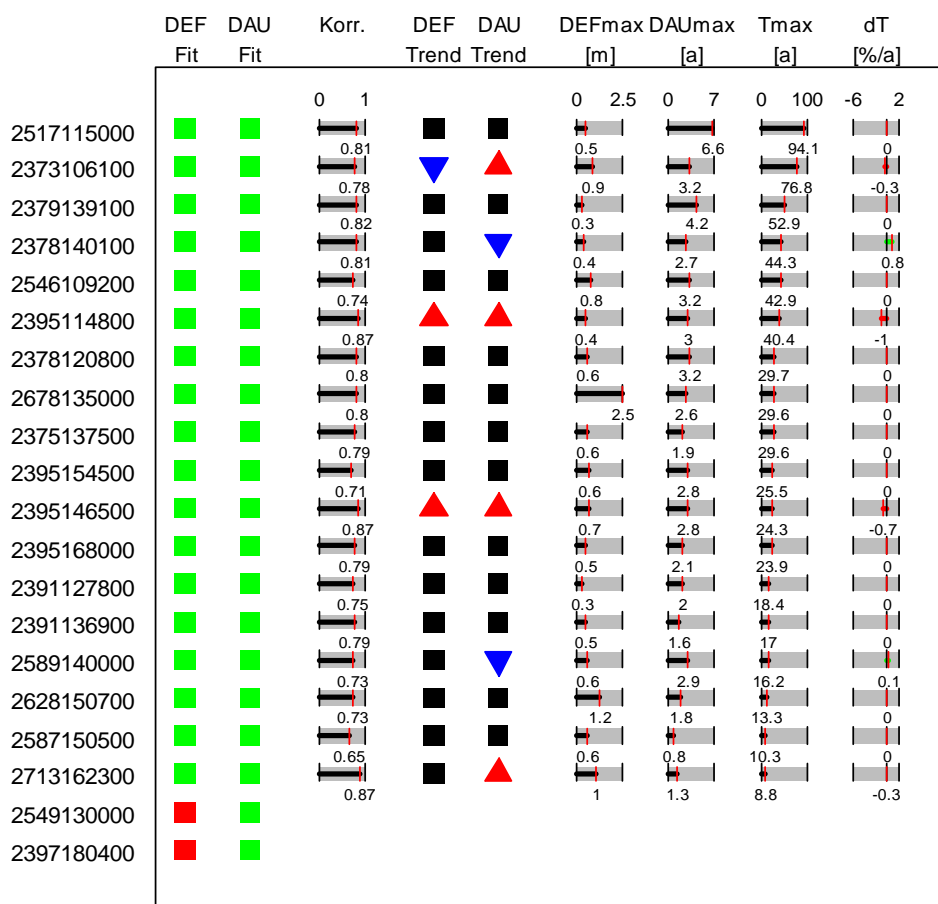 DEF DAU Korr. DEF DAU DEFmax DAUmax Tmax dT
Fit Fit Trend Trend [m] [a] [a] [%/a]
0 1 0 2.5 0 7 0 100 -6 2
2517115000
0.81 0.5 6.6 94.1 0
2373106100
0.78 0.9 3.2 76.8 -0.3
2379139100
0.82 0.3 4.2 52.9 0
2378140100
0.81 0.4 2.7 44.3 0.8
2546109200
0.74 0.8 3.2 42.9 0
2395114800
0.87 0.4 3 40.4 -1
2378120800
0.8 0.6 3.2 29.7 0
2678135000
0.8 2.5 2.6 29.6 0
2375137500
0.79 0.6 1.9 29.6 0
2395154500
0.71 0.6 2.8 25.5 0
2395146500
0.87 0.7 2.8 24.3 -0.7
2395168000
0.79 0.5 2.1 23.9 0
2391127800
0.75 0.3 2 18.4 0
2391136900
0.79 0.5 1.6 17 0
2589140000
0.73 0.6 2.9 16.2 0.1
2628150700
0.73 1.2 1.8 13.3 0
2587150500
0.65 0.6 0.8 10.3 0
2713162300
0.87 1 1.3 8.8 -0.3
2549130000
2397180400